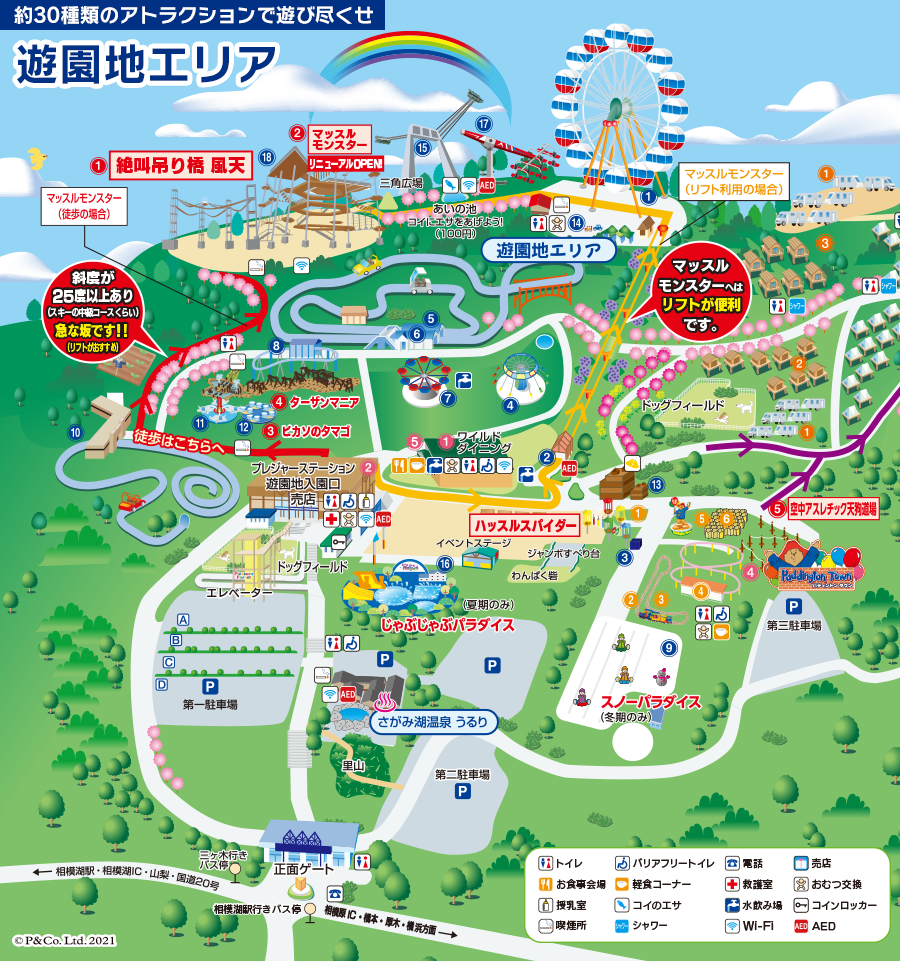 約30種類のアトラクションで遊び尽くせ
遊園地エリア
① 絶叫吊り橋 風天
⑱
② マッスル
モンスター
リニューアルOPEN!
⑮
⑰
三角広場
AED
あいの池
コイにエサをあげよう!
(100円)
⑭
①
マッスルモンスター
(リフト利用の場合)
①
マッスルモンスター
(徒歩の場合)
遊園地エリア
③
シャワー
シャワー
斜度が
25度以上あり
(スキーの中級コースくらい)
急な坂です!!
(リフトがおすすめ)
マッスル
モンスターへは
リフトが便利
です。
⑤
⑥
⑧
⑦
④
②
④ ターザンマニア
⑪
⑫
③ ピカソのタマゴ
⑩
徒歩はこちらへ
ドッグフィールド
①
⑤
① ワイルド
ダイニング
②
AED
プレジャーステーション
②
遊園地入園口
売店
AED
⑬
ハッスルスパイダー
①
⑤
⑥
⑤ 空中アスレチック天狗道場
イベントステージ
ジャンボすべり台
わんぱく砦
③
ドッグフィールド
エレベーター
⑯
(夏期のみ)
じゃぶじゃぶパラダイス
②
③
④
④
Paddington Town
パディントン タウン
P
第三駐車場
A
B
C
D
P
第一駐車場
P
P
⑨
スノーパラダイス
(冬期のみ)
AED
さがみ湖温泉 うるり
里山
第二駐車場
P
三ヶ木行き
バス停
正面ゲート
相模湖駅・相模湖IC・山梨・国道20号
相模湖駅行きバス停
相模原IC・橋本・厚木・横浜方面
トイレ
バリアフリートイレ
電話
売店
お食事会場
軽食コーナー
救護室
おむつ交換
授乳室
コイのエサ
水飲み場
コインロッカー
喫煙所
シャワー シャワー
Wi-Fi
AED AED
© P&Co. Ltd. 2021